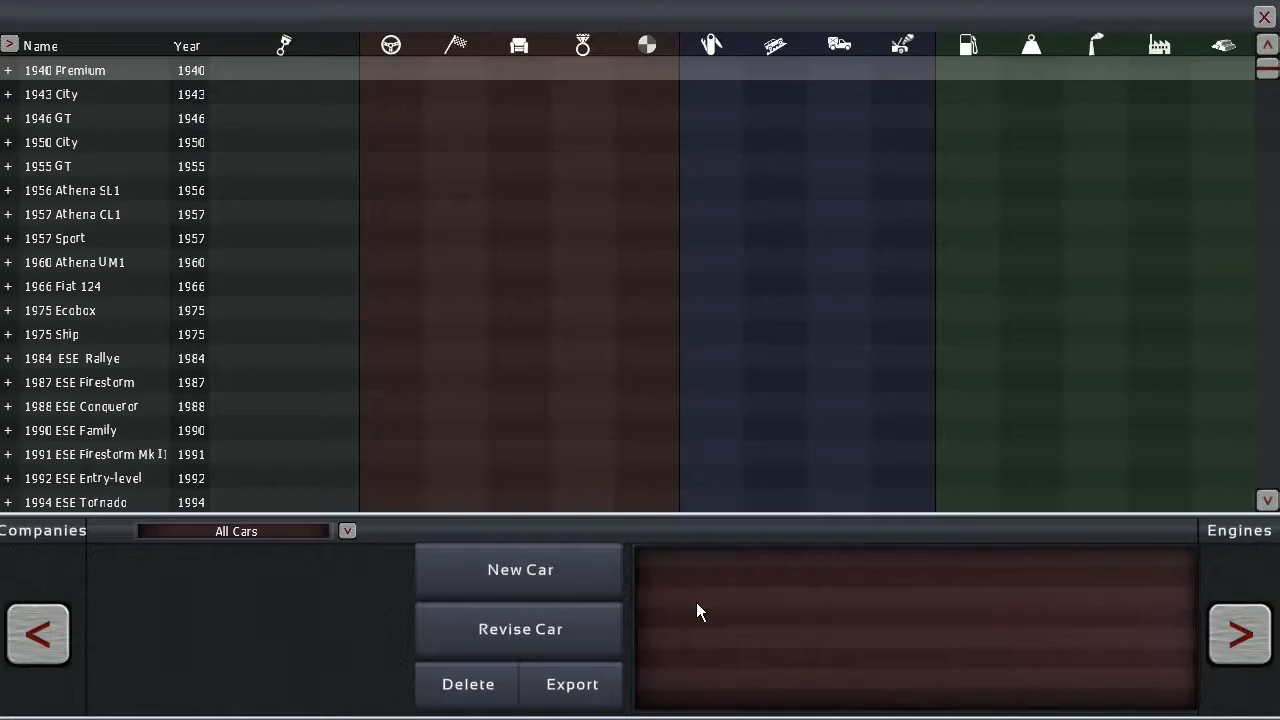 Name Year
+ 1940 Premium 1940
+ 1943 City 1943
+ 1946 GT 1946
+ 1950 City 1950
+ 1955 GT 1955
+ 1956 Athena SL1 1956
+ 1957 Athena CL1 1957
+ 1957 Sport 1957
+ 1960 Athena UM1 1960
+ 1966 Fiat 124 1966
+ 1975 Ecobox 1975
+ 1975 Ship 1975
+ 1984 ESE Rallye 1984
+ 1987 ESE Firestorm 1987
+ 1988 ESE Conqueror 1988
+ 1990 ESE Family 1990
+ 1991 ESE Firestorm Mk II 1991
+ 1992 ESE Entry-level 1992
+ 1994 ESE Tornado 1994
Companies All Cars Engines
New Car
Revise Car
Delete Export